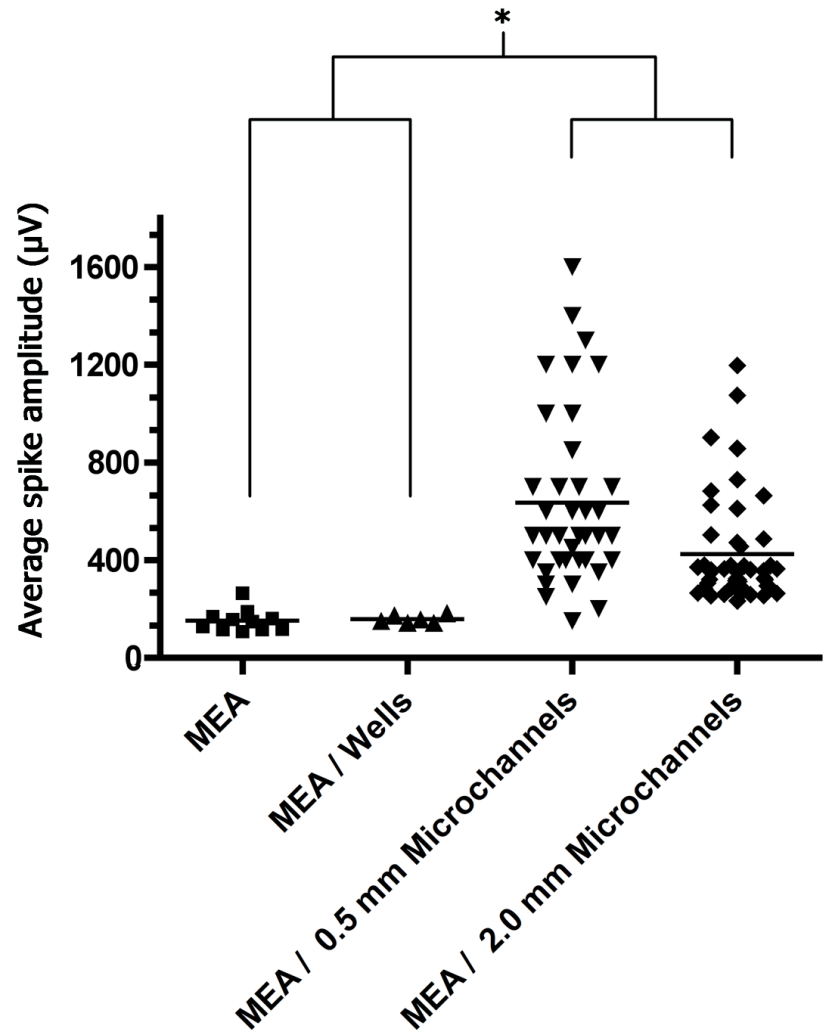 *
Average spike amplitude (µV)
1600
1200
800
400
0
MEA
MEA / Wells
MEA / 0.5 mm Microchannels
MEA / 2.0 mm Microchannels